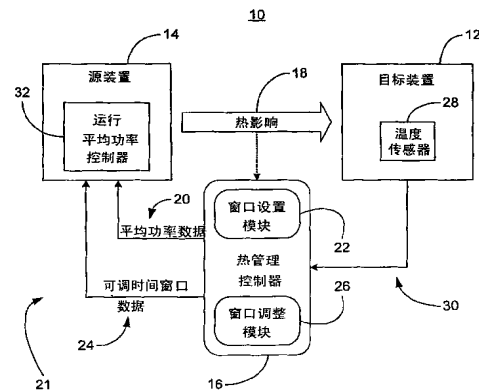 10
14
12
18
源装置
目标装置
32
28
运行
平均功率
控制器
热影响
温度
传感器
20
窗口设置
模块
平均功率数据
22
热管理
控制器
可调时间窗口
数据
26
30
24
窗口调整
模块
21
16